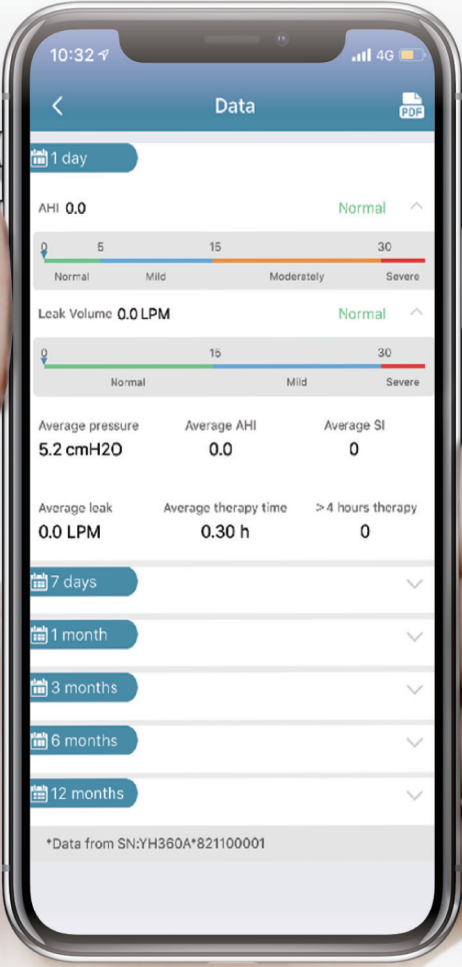 10:32 4G
Data PDF
1 day
AHI 0.0 Normal
0 5 15 30
Normal Mild Moderately Severe
Leak Volume 0.0 LPM Normal
0 15 30
Normal Mild Severe
Average pressure Average AHI Average SI
5.2 cmH2O 0.0 0
Average leak Average therapy time >4 hours therapy
0.0 LPM 0.30 h 0
7 days
1 month
3 months
6 months
12 months
*Data from SN:YH360A*821100001